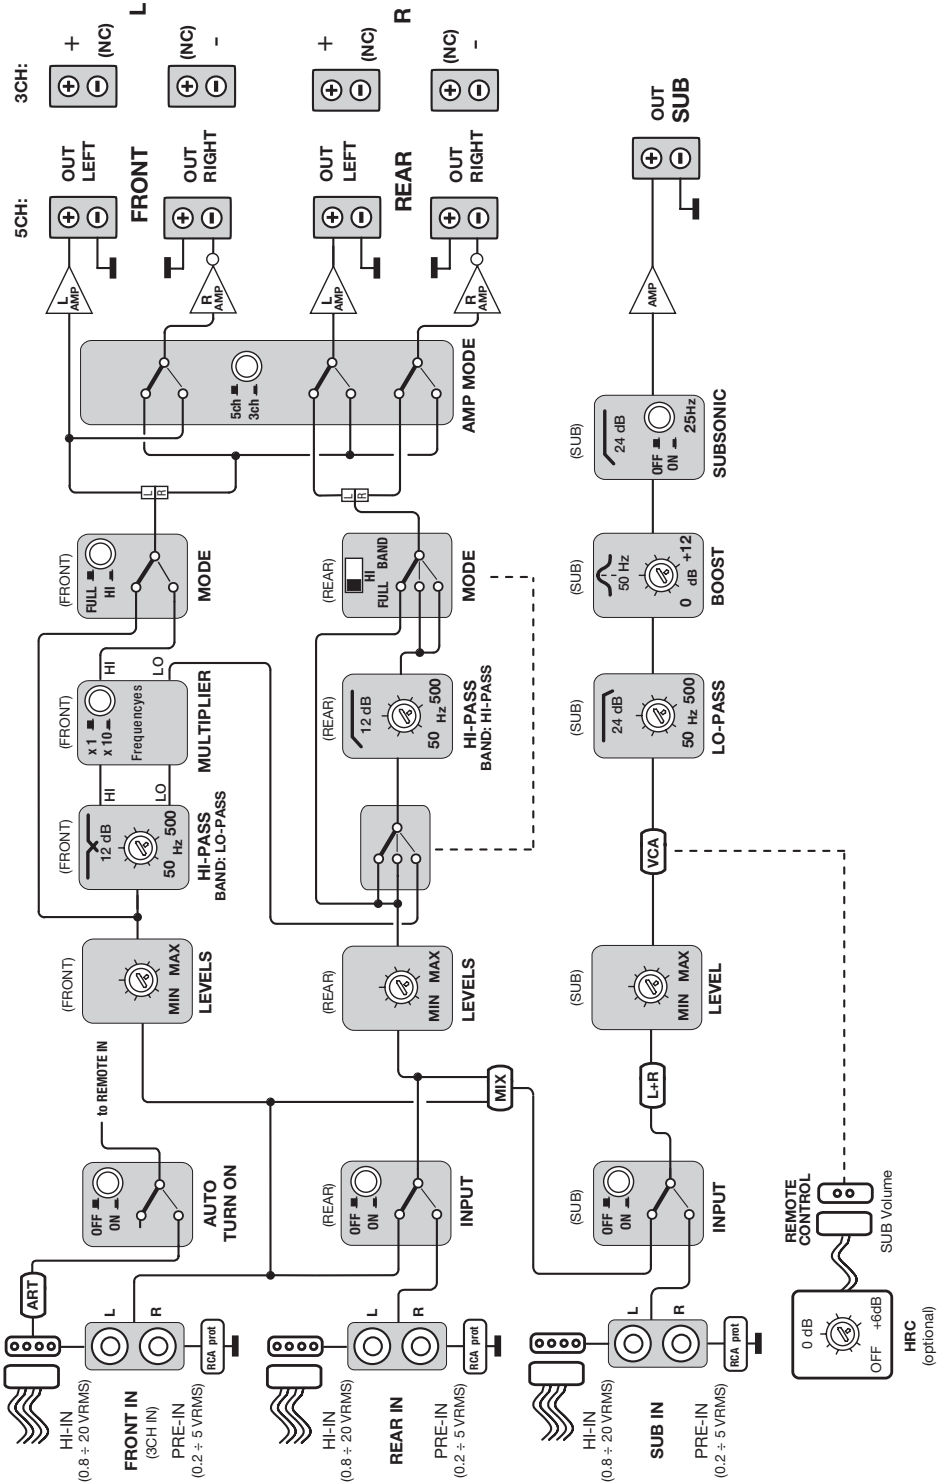 HI-IN
(0.8 ÷ 20 VRMS)
FRONT IN
(3CH IN)
PRE-IN
(0.2 ÷ 5 VRMS)
ART
L
R
RCA prot
OFF
ON
AUTO
TURN ON
to REMOTE IN
(FRONT)
MIN MAX
LEVELS
(FRONT)
12 dB
50 Hz 500
HI-PASS
BAND: LO-PASS
HI
LO
(FRONT)
x 1
x 10
Frequencyes
MULTIPLIER
HI
LO
(FRONT)
FULL
HI
MODE
L
R
5ch
3ch
AMP MODE
L
AMP
R
AMP
L
AMP
R
AMP
5CH:
OUT
LEFT
FRONT
OUT
RIGHT
OUT
LEFT
REAR
OUT
RIGHT
3CH:
+
(NC)
L
(NC)
-
+
(NC)
R
(NC)
-
HI-IN
(0.8 ÷ 20 VRMS)
REAR IN
PRE-IN
(0.2 ÷ 5 VRMS)
L
R
RCA prot
(REAR)
OFF
ON
INPUT
MIX
(REAR)
MIN MAX
LEVELS
(REAR)
12 dB
50 Hz 500
HI-PASS
BAND: HI-PASS
(REAR)
HI
FULL BAND
MODE
L
R
HI-IN
(0.8 ÷ 20 VRMS)
SUB IN
PRE-IN
(0.2 ÷ 5 VRMS)
L
R
RCA prot
(SUB)
OFF
ON
INPUT
L+R
(SUB)
MIN MAX
LEVEL
VCA
(SUB)
24 dB
50 Hz 500
LO-PASS
(SUB)
50 Hz
0 dB +12
BOOST
(SUB)
24 dB
OFF
ON
25Hz
SUBSONIC
AMP
OUT
SUB
0 dB
OFF +6dB
HRC
(optional)
REMOTE
CONTROL
SUB Volume